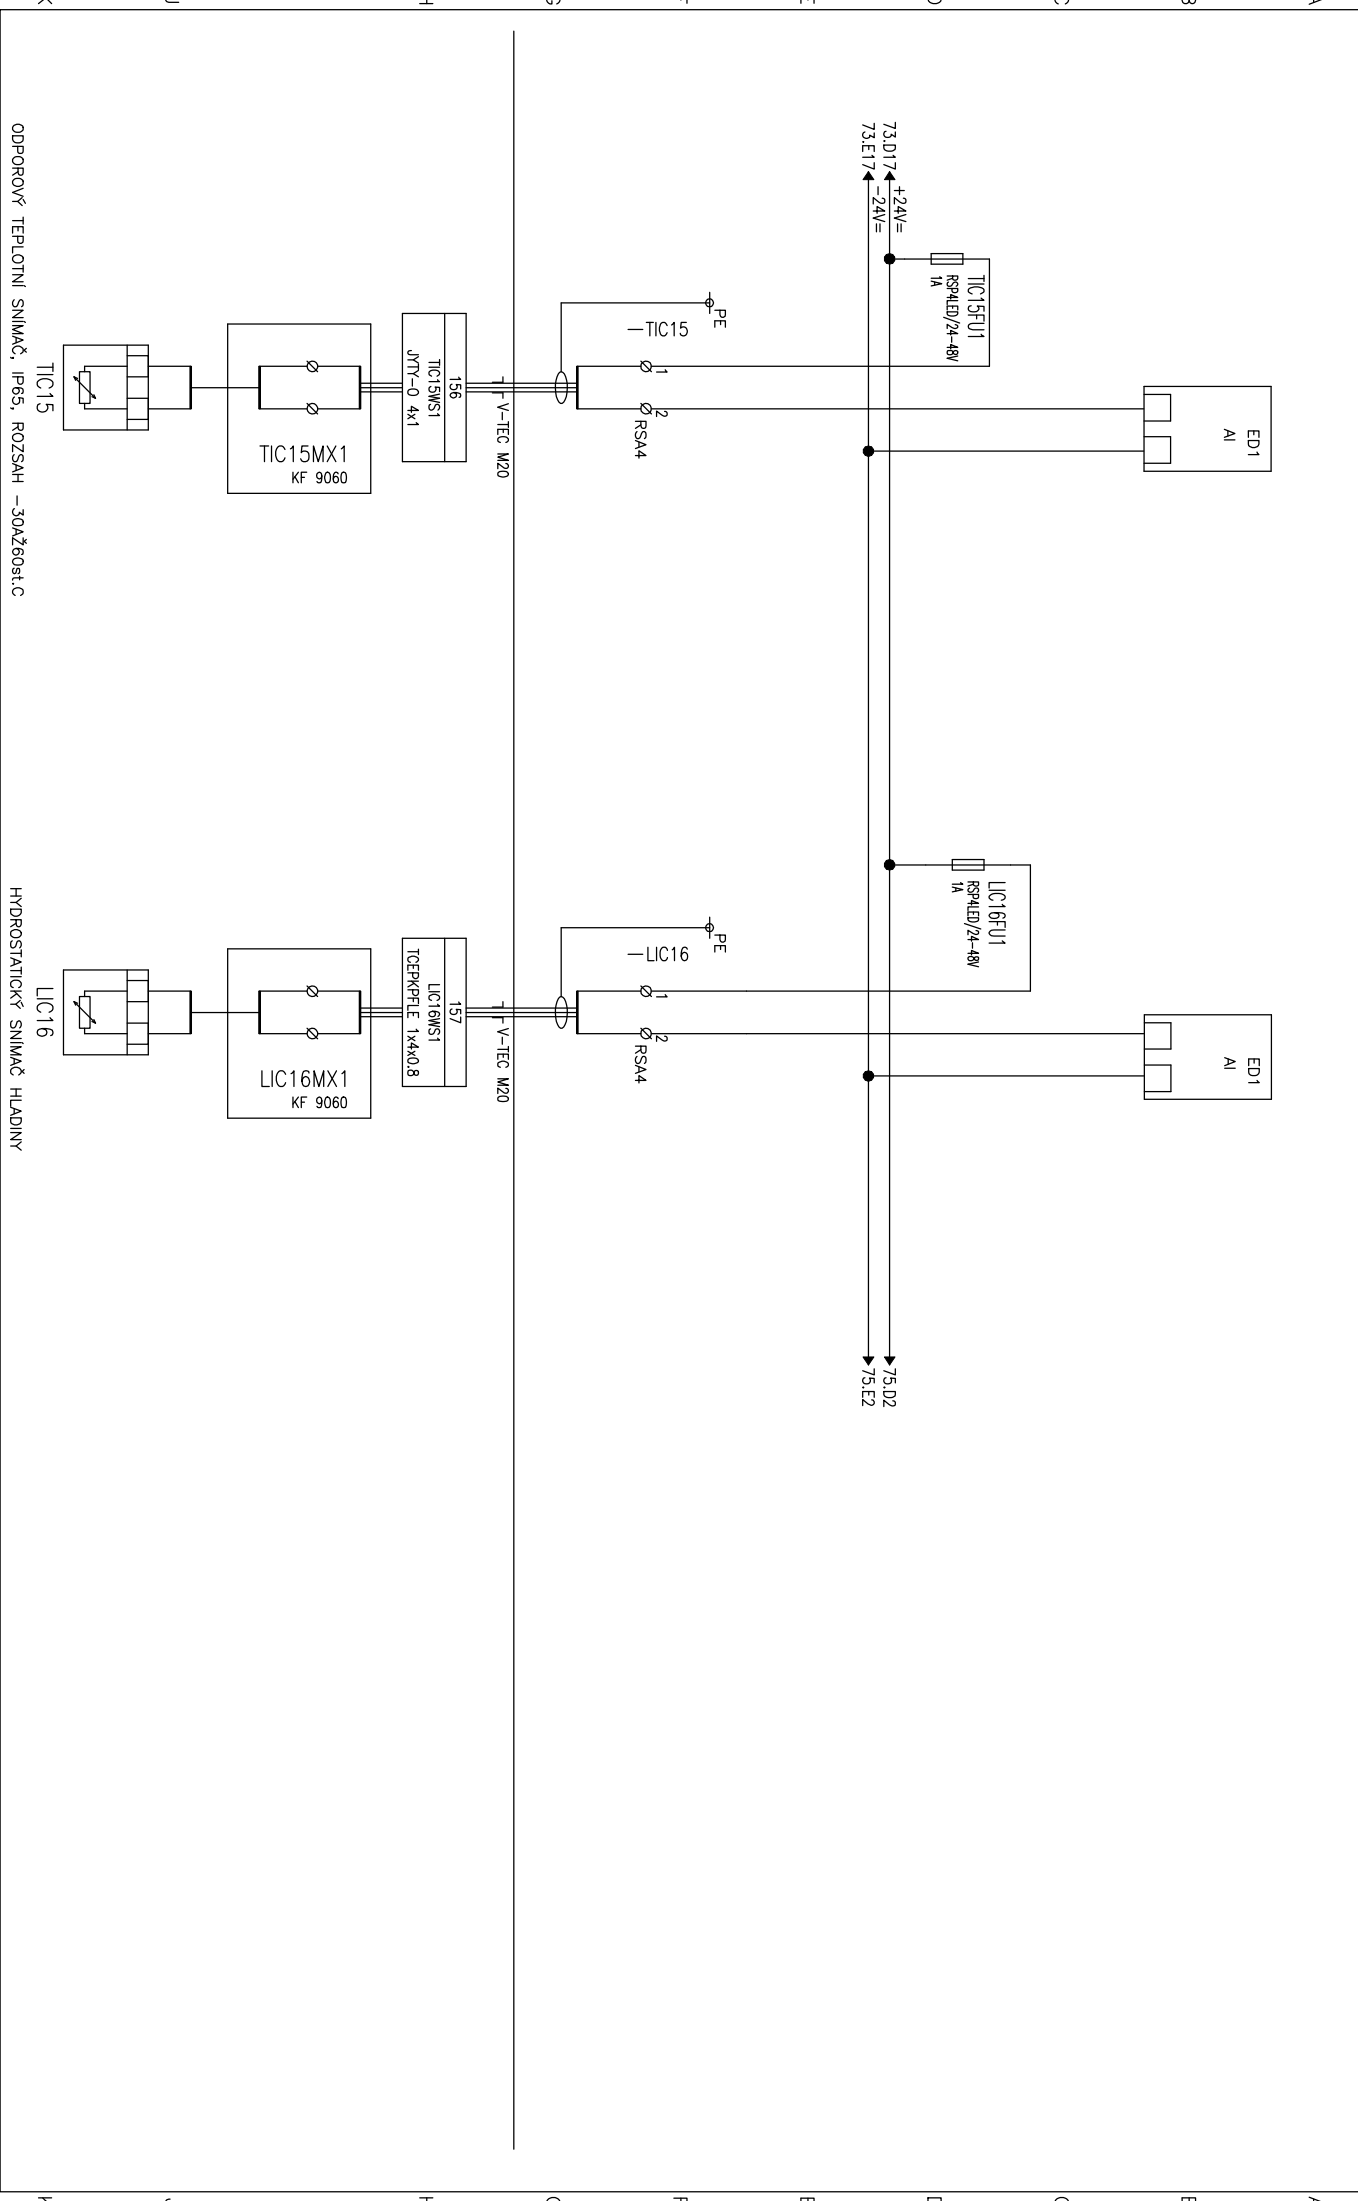 A
B
C
D
E
F
G
H
K
ED1
AI
ED1
AI
TIC15FU1
RSP4LED/24-48V
1A
LIC16FU1
RSP4LED/24-48V
1A
73.D17
+24V=
75.D2
73.E17
-24V=
75.E2
PE
-TIC15
1
2
RSA4
PE
-LIC16
1
2
RSA4
V-TEC M20
V-TEC M20
156
TIC15WS1
JYTY-O 4x1
157
LIC16WS1
TCEPKPFLE 1x4x0.8
TIC15MX1
KF 9060
LIC16MX1
KF 9060
TIC15
LIC16
ODPOROVÝ TEPLOTNÍ SNÍMAČ, IP65, ROZSAH -30AŽ60st.C
HYDROSTATICKÝ SNÍMAČ HLADINY